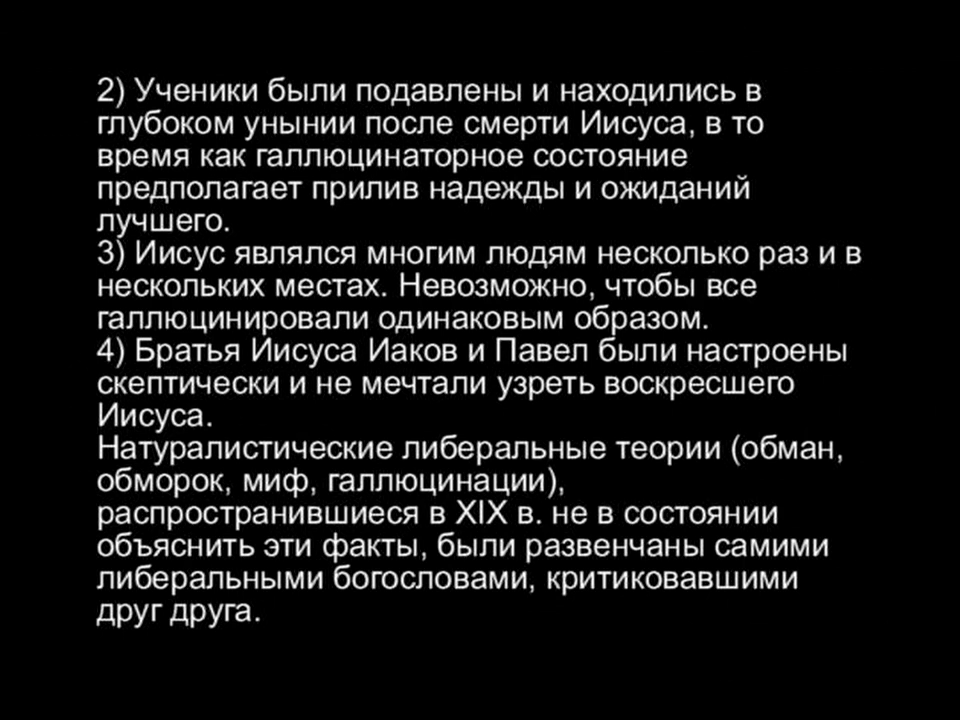 2) Ученики были подавлены и находились в
глубоком унынии после смерти Иисуса, в то
время как галлюцинаторное состояние
предполагает прилив надежды и ожиданий
лучшего.
3) Иисус являлся многим людям несколько раз и в
нескольких местах. Невозможно, чтобы все
галлюцинировали одинаковым образом.
4) Братья Иисуса Иаков и Павел были настроены
скептически и не мечтали узреть воскресшего
Иисуса.
Натуралистические либеральные теории (обман,
обморок, миф, галлюцинации),
распространившиеся в XIX в. не в состоянии
объяснить эти факты, были развенчаны самими
либеральными богословами, критиковавшими
друг друга.